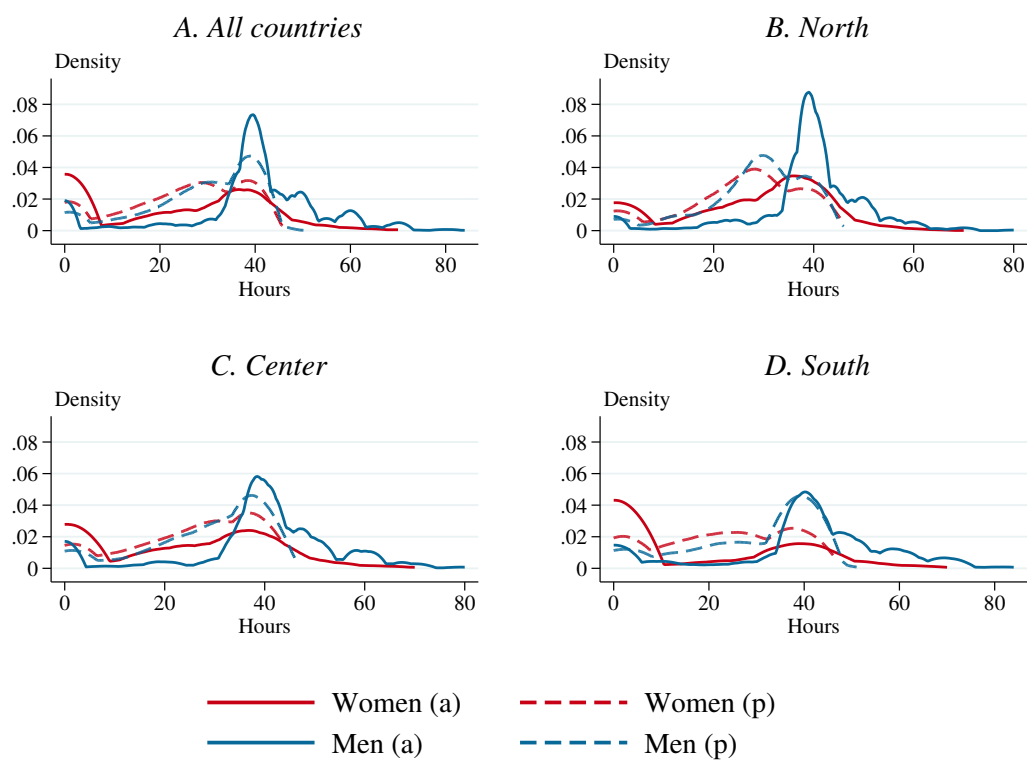 A. All countries
Density
.08
.06
.04
.02
0
0 20 40 60 80
Hours
B. North
Density
.08
.06
.04
.02
0
0 20 40 60 80
Hours
C. Center
Density
.08
.06
.04
.02
0
0 20 40 60 80
Hours
D. South
Density
.08
.06
.04
.02
0
0 20 40 60 80
Hours
Women (a) Women (p)
Men (a) Men (p)